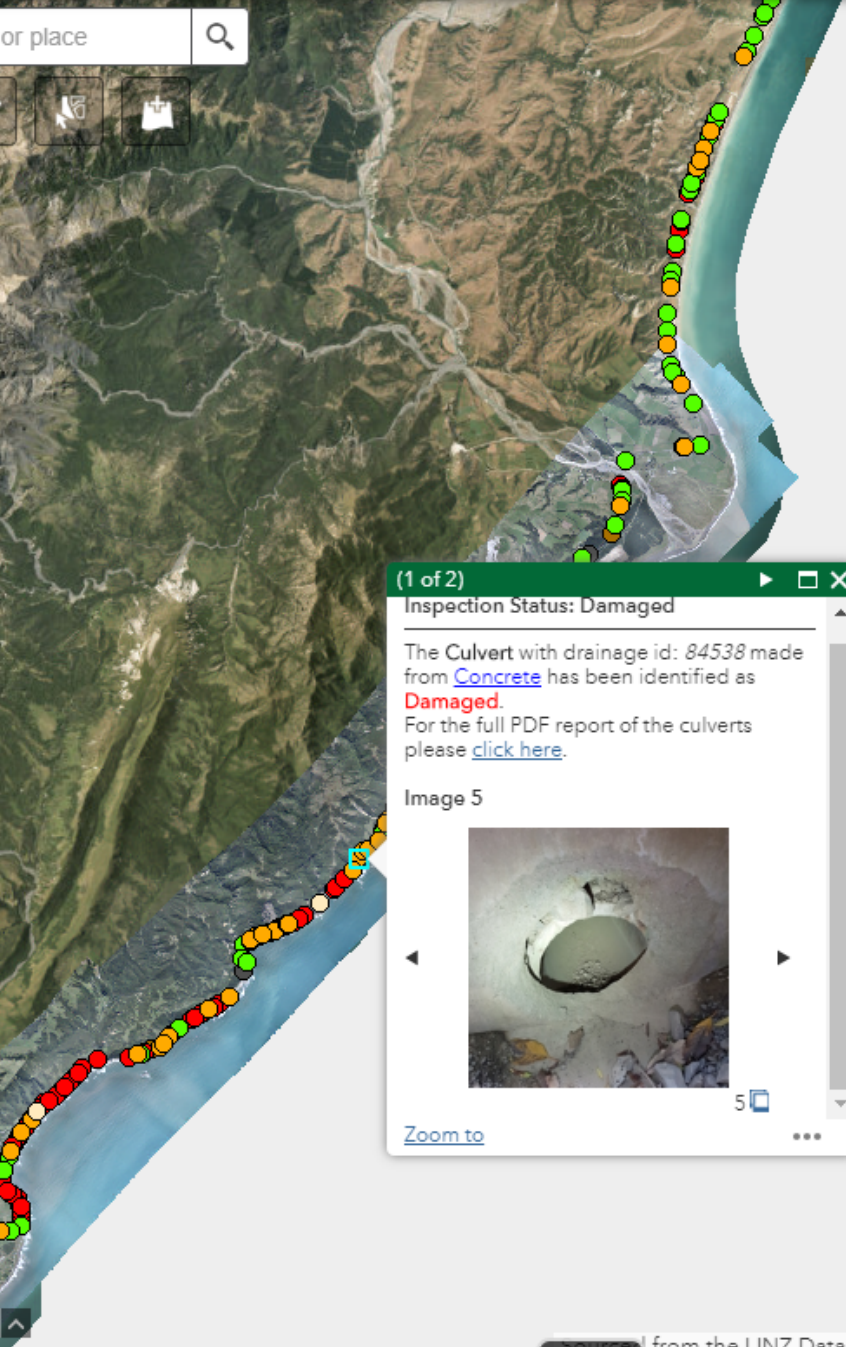 or place
(1 of 2)
Inspection Status: Damaged
The Culvert with drainage id: 84538 made
from Concrete has been identified as
Damaged.
For the full PDF report of the culverts
please click here.
Image 5
5
Zoom to
from the LINZ Data